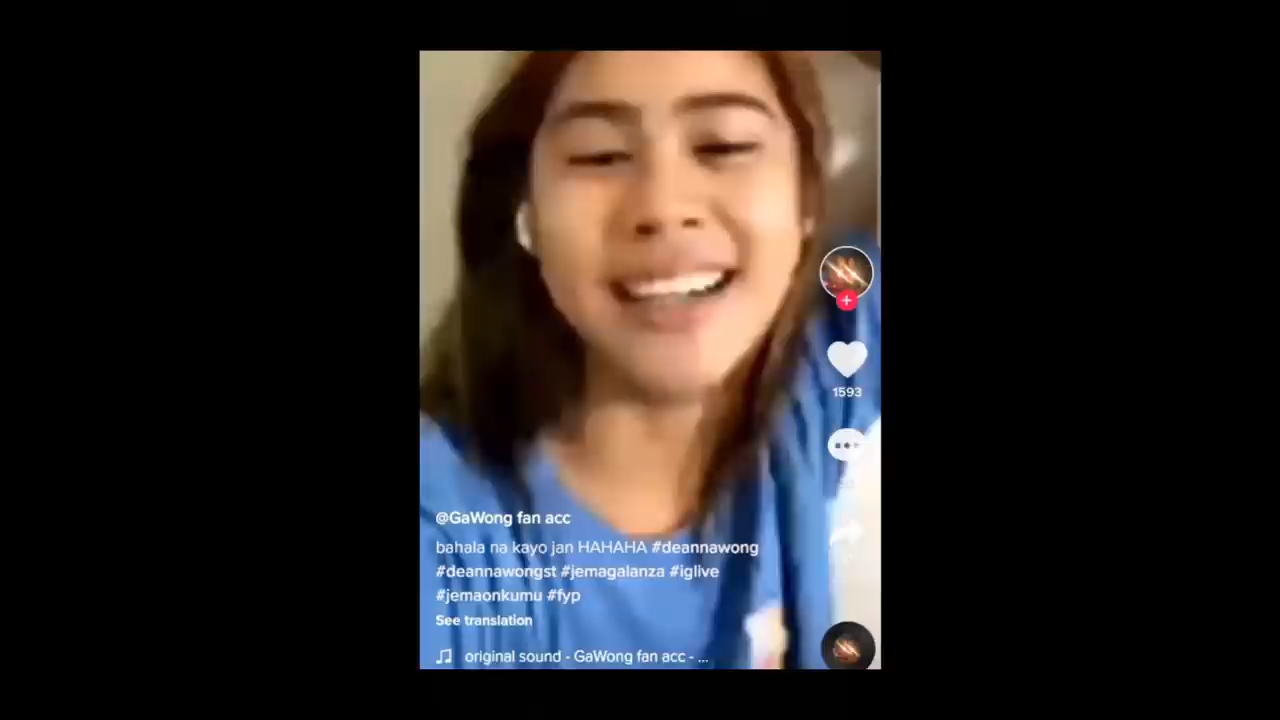 1593
@GaWong fan acc
bahala na kayo jan HAHAHA #deannawong
#deannawongst #jemagalanza #iglive
#jemaonkumu #fyp
See translation
original sound - GaWong fan acc - ...